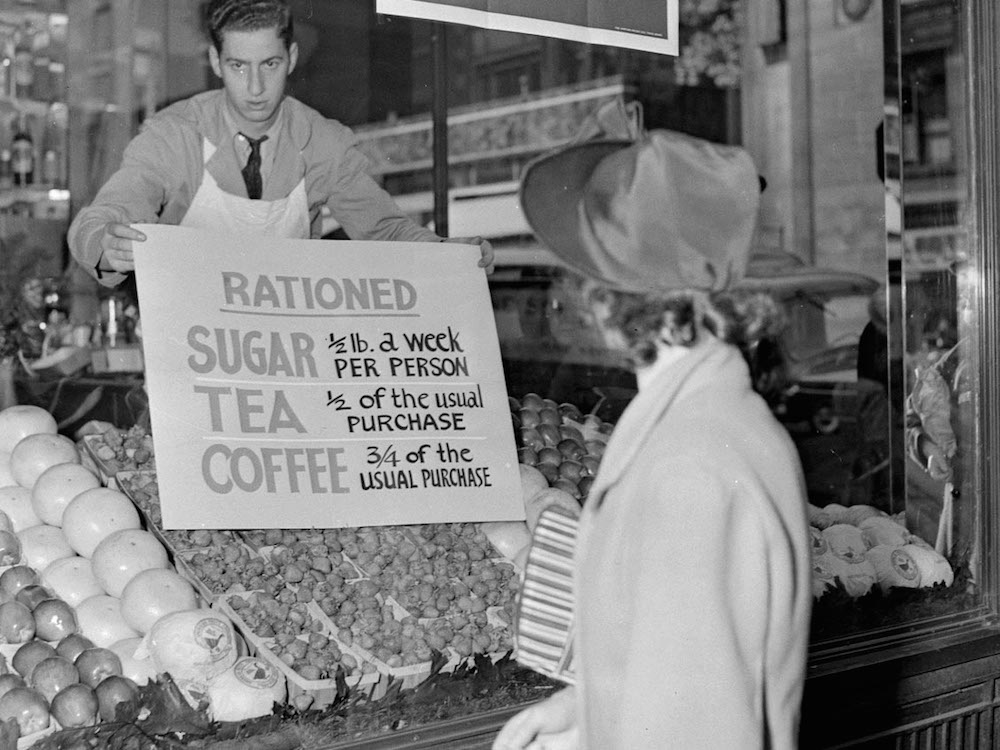 RATIONED
SUGAR ½ lb. a week
PER PERSON
TEA ½ of the usual
PURCHASE
COFFEE 3/4 of the
USUAL PURCHASE